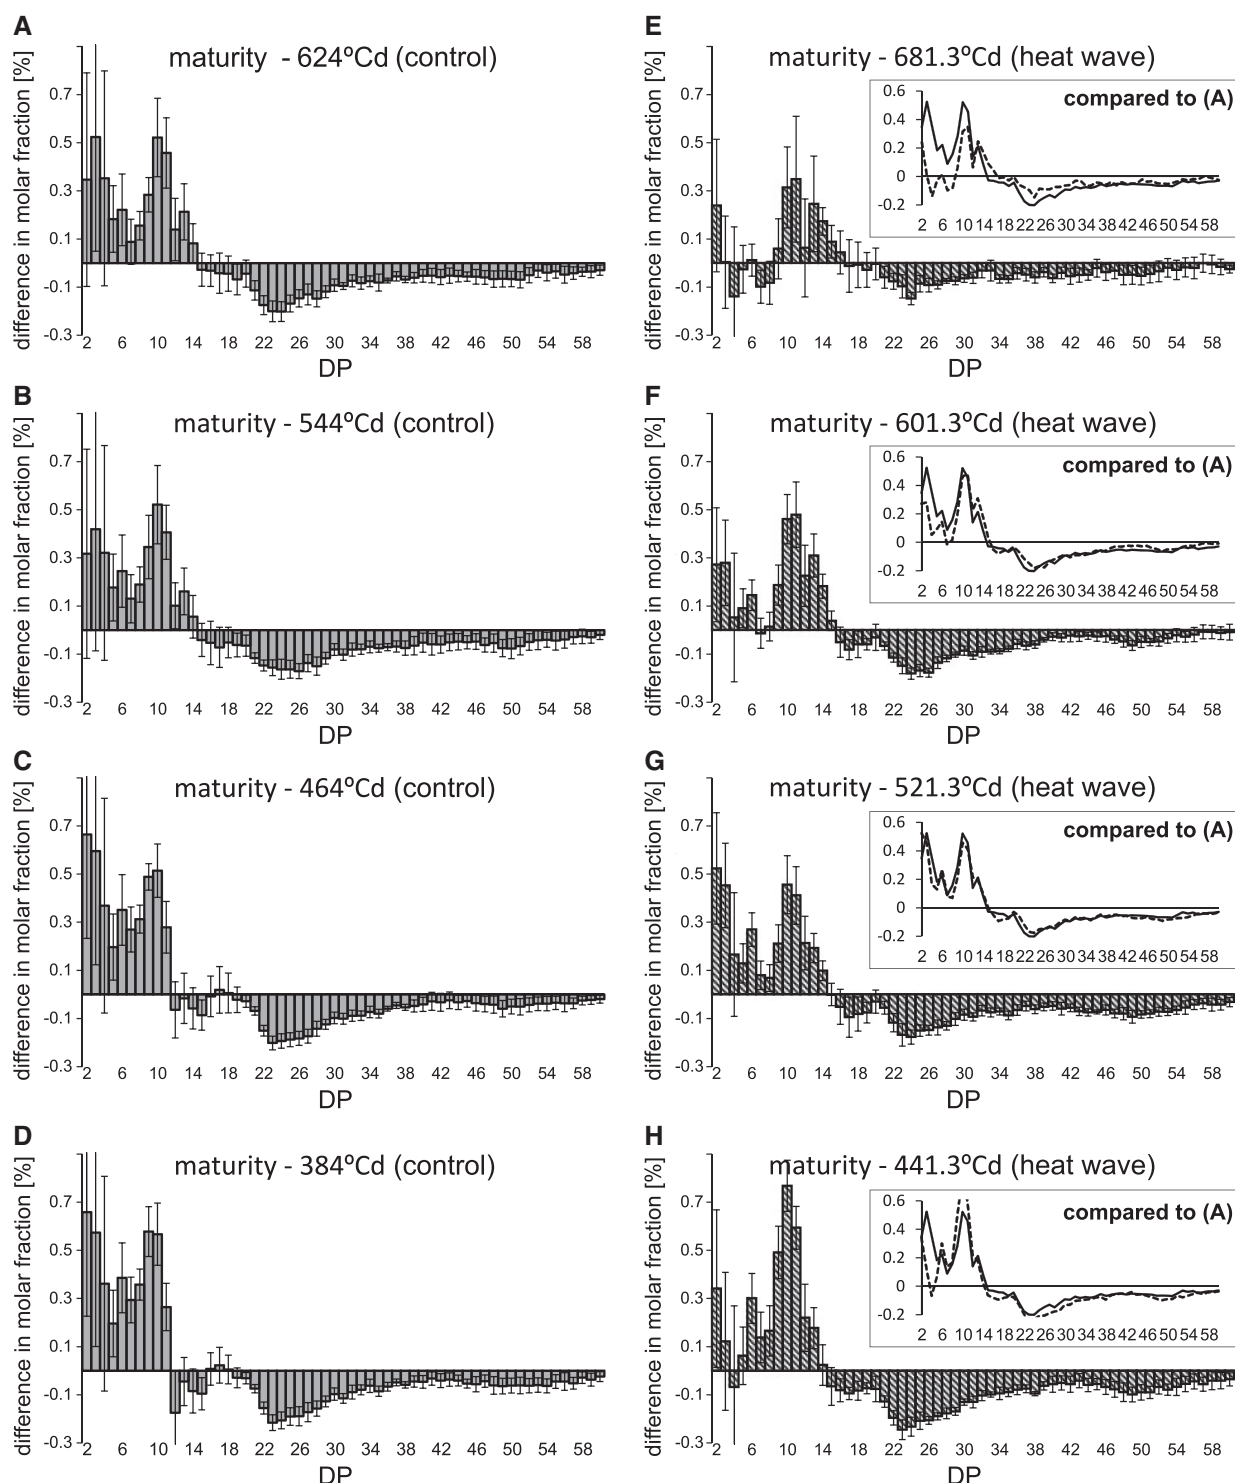 A
maturity - 624ºCd (control)
difference in molar fraction [%]
0.7
0.5
0.3
0.1
-0.1
-0.3
2 6 10 14 18 22 26 30 34 38 42 46 50 54 58
DP
E
maturity - 681.3ºCd (heat wave)
difference in molar fraction [%]
0.7
0.5
0.3
0.1
-0.1
-0.3
compared to (A)
0.6
0.4
0.2
0
-0.2
2 6 10 14 18 22 26 30 34 38 42 46 50 54 58
2 6 10 14 18 22 26 30 34 38 42 46 50 54 58
DP
B
maturity - 544ºCd (control)
difference in molar fraction [%]
0.7
0.5
0.3
0.1
-0.1
-0.3
2 6 10 14 18 22 26 30 34 38 42 46 50 54 58
DP
F
maturity - 601.3ºCd (heat wave)
difference in molar fraction [%]
0.7
0.5
0.3
0.1
-0.1
-0.3
compared to (A)
0.6
0.4
0.2
0
-0.2
2 6 10 14 18 22 26 30 34 38 42 46 50 54 58
2 6 10 14 18 22 26 30 34 38 42 46 50 54 58
DP
C
maturity - 464ºCd (control)
difference in molar fraction [%]
0.7
0.5
0.3
0.1
-0.1
-0.3
2 6 10 14 18 22 26 30 34 38 42 46 50 54 58
DP
G
maturity - 521.3ºCd (heat wave)
difference in molar fraction [%]
0.7
0.5
0.3
0.1
-0.1
-0.3
compared to (A)
0.6
0.4
0.2
0
-0.2
2 6 10 14 18 22 26 30 34 38 42 46 50 54 58
2 6 10 14 18 22 26 30 34 38 42 46 50 54 58
DP
D
maturity - 384ºCd (control)
difference in molar fraction [%]
0.7
0.5
0.3
0.1
-0.1
-0.3
2 6 10 14 18 22 26 30 34 38 42 46 50 54 58
DP
H
maturity - 441.3ºCd (heat wave)
difference in molar fraction [%]
0.7
0.5
0.3
0.1
-0.1
-0.3
compared to (A)
0.6
0.4
0.2
0
-0.2
2 6 10 14 18 22 26 30 34 38 42 46 50 54 58
2 6 10 14 18 22 26 30 34 38 42 46 50 54 58
DP